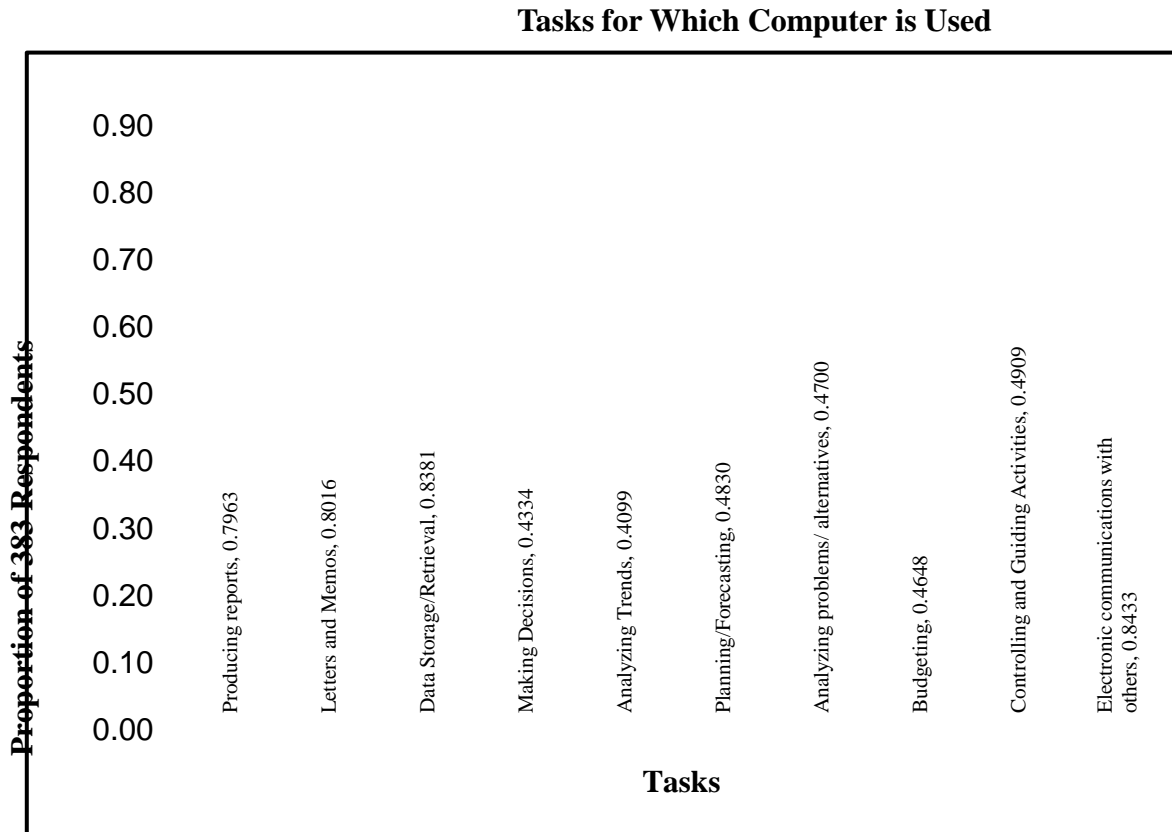 Tasks for Which Computer is Used
Proportion of 383 Respondents
0.90
0.80
0.70
0.60
0.50
0.40
0.30
0.20
0.10
0.00
Producing reports, 0.7963
Letters and Memos, 0.8016
Data Storage/Retrieval, 0.8381
Making Decisions, 0.4334
Analyzing Trends, 0.4099
Planning/Forecasting, 0.4830
Analyzing problems/ alternatives, 0.4700
Budgeting, 0.4648
Controlling and Guiding Activities, 0.4909
Electronic communications with
others, 0.8433
Tasks